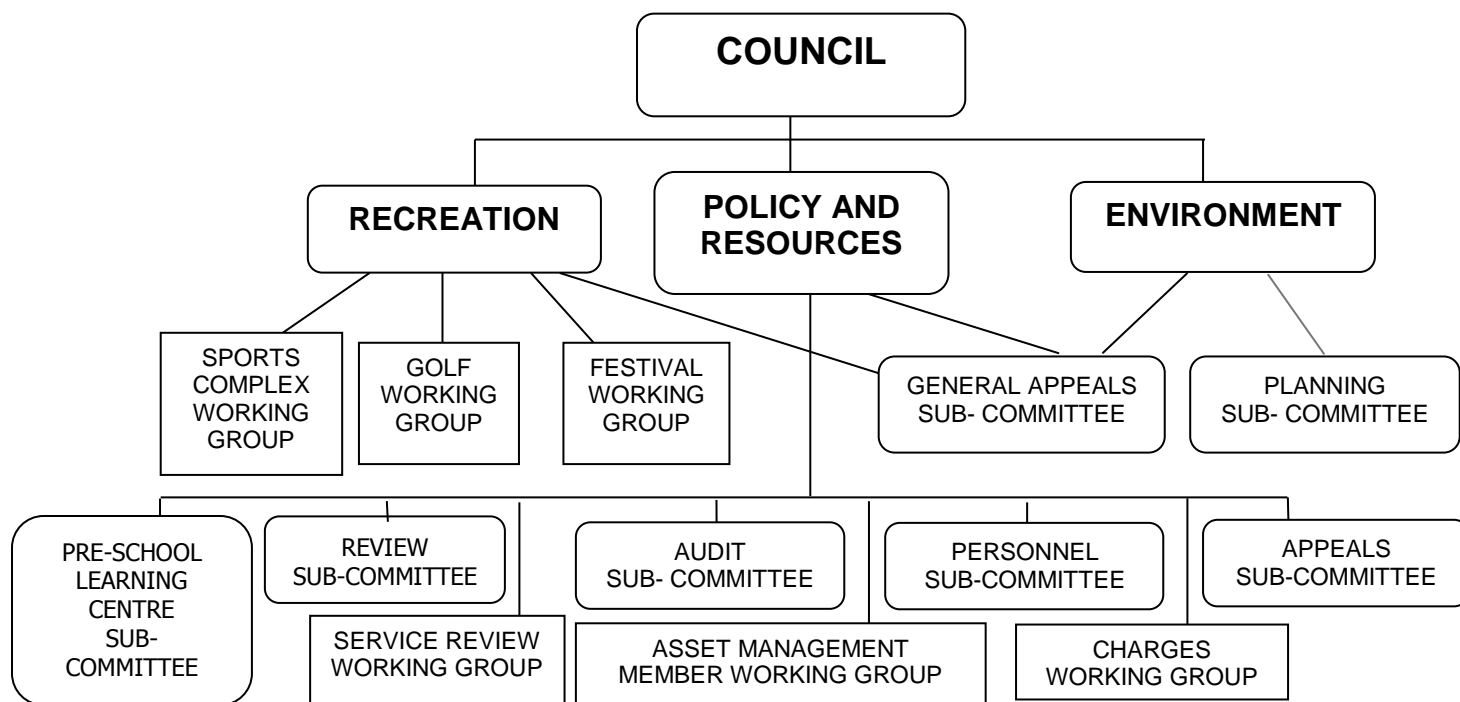 COUNCIL
RECREATION
POLICY AND
RESOURCES
ENVIRONMENT
SPORTS
COMPLEX
WORKING
GROUP
GOLF
WORKING
GROUP
FESTIVAL
WORKING
GROUP
GENERAL APPEALS
SUB- COMMITTEE
PLANNING
SUB- COMMITTEE
PRE-SCHOOL
LEARNING
CENTRE
SUB-
COMMITTEE
REVIEW
SUB-COMMITTEE
SERVICE REVIEW
WORKING GROUP
AUDIT
SUB- COMMITTEE
ASSET MANAGEMENT
MEMBER WORKING GROUP
PERSONNEL
SUB-COMMITTEE
CHARGES
WORKING GROUP
APPEALS
SUB-COMMITTEE